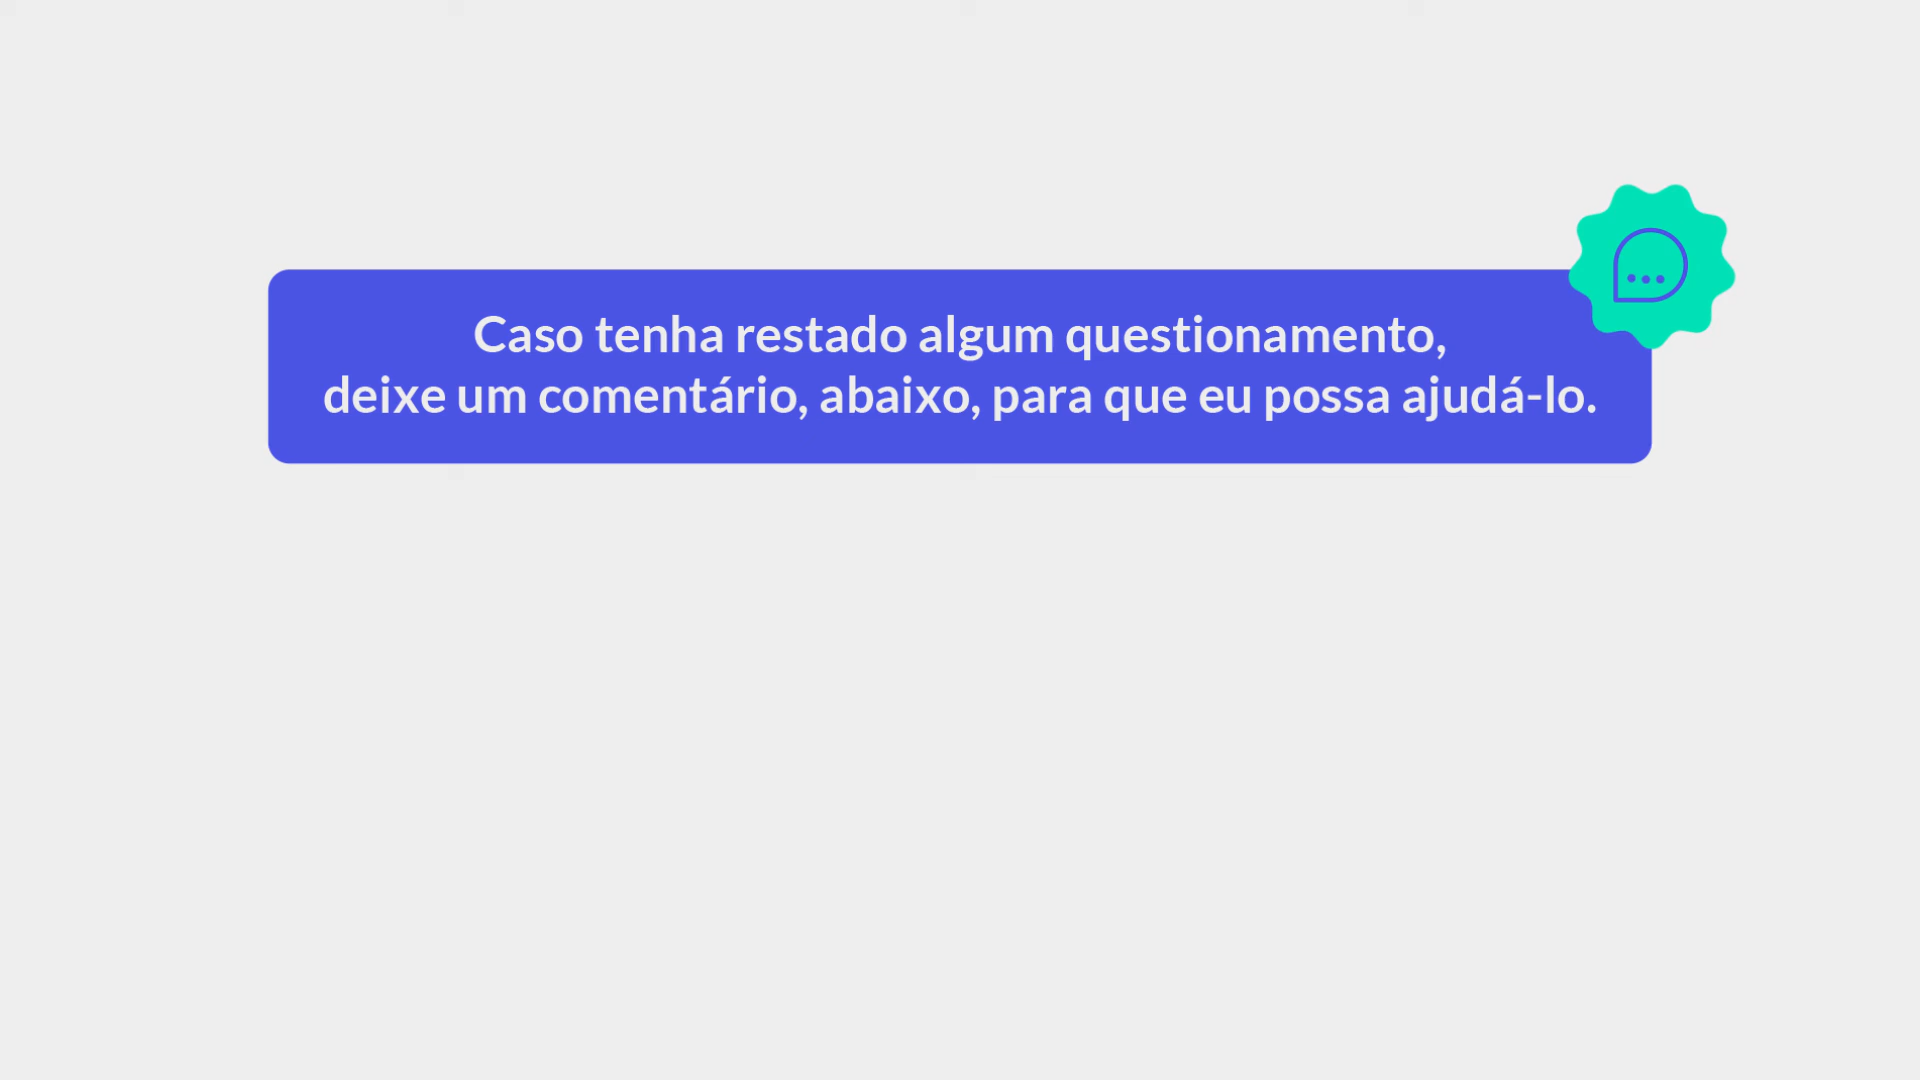 Caso tenha restado algum questionamento,
deixe um comentário, abaixo, para que eu possa ajudá-lo.